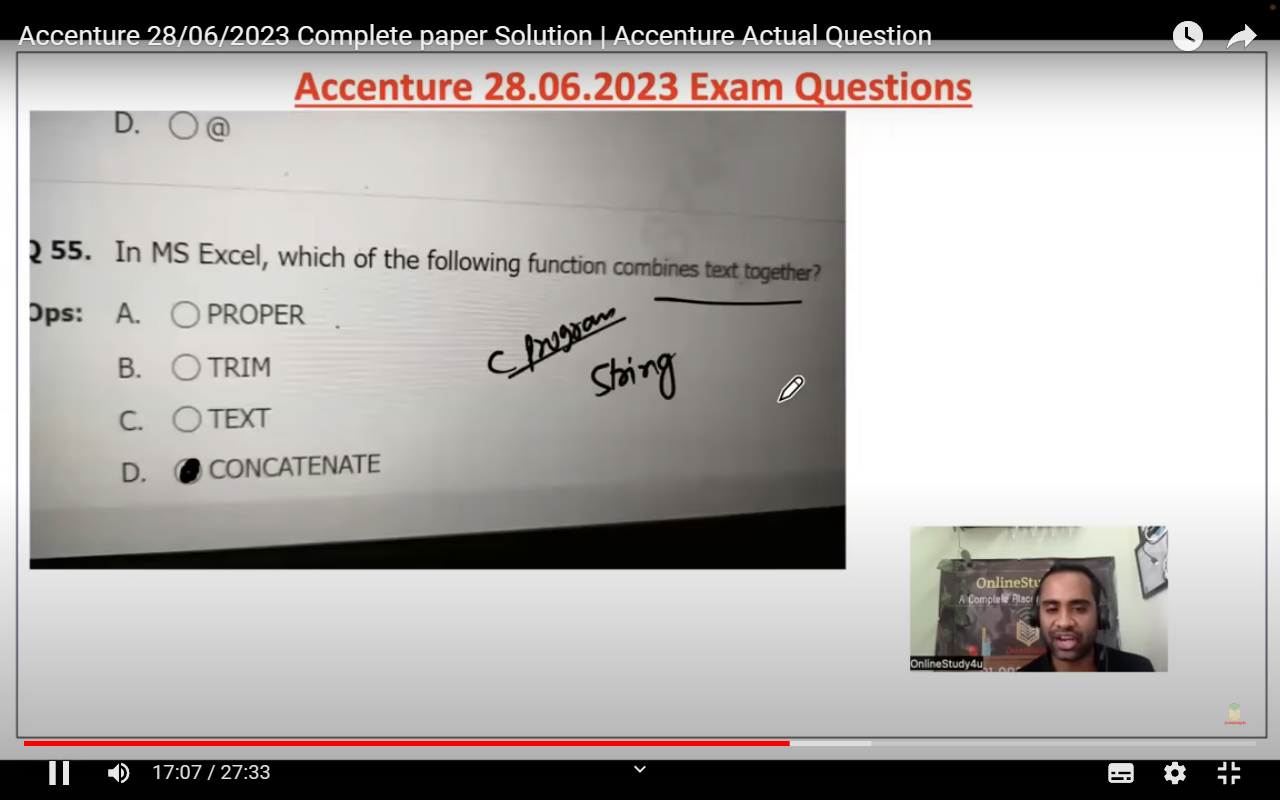 Accenture 28/06/2023 Complete paper Solution | Accenture Actual Question
Accenture 28.06.2023 Exam Questions
D. @
Q 55. In MS Excel, which of the following function combines text together?
Ops: A. PROPER
B. TRIM
C. TEXT
D. CONCATENATE
C program
String
OnlineStu
A Complete Plac
OnlineStudy4u
17:07 / 27:33